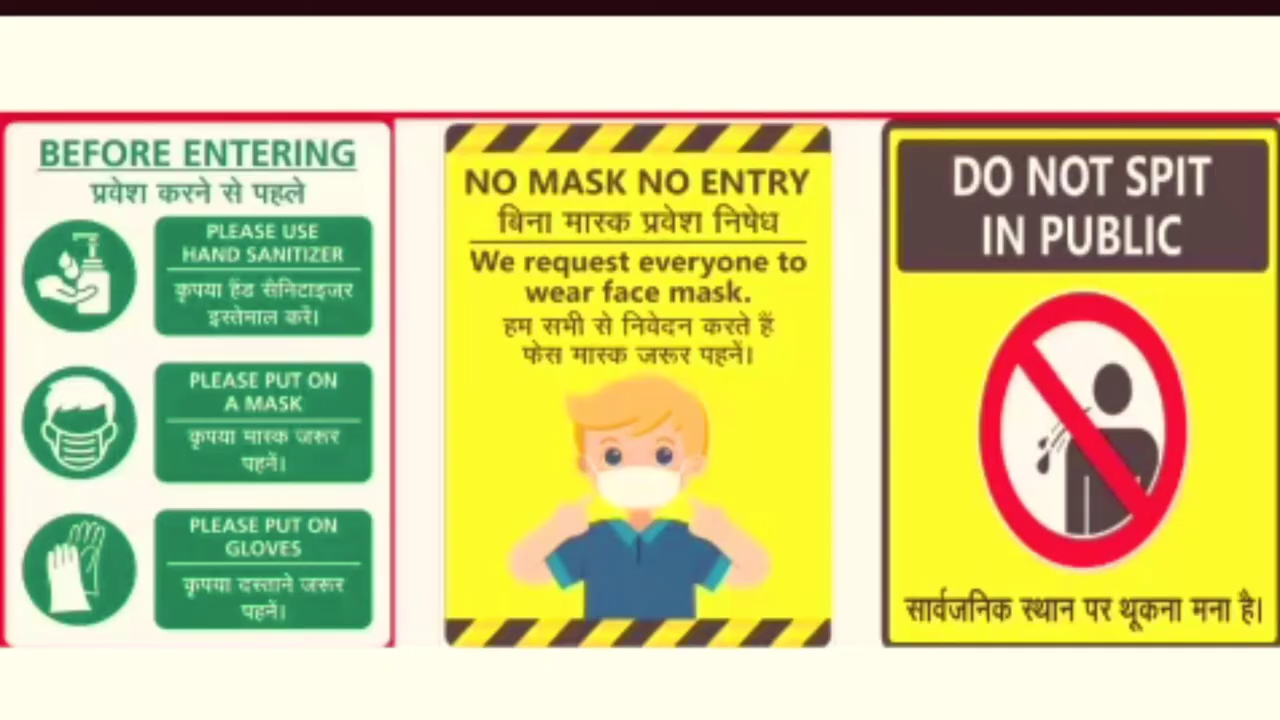 BEFORE ENTERING
प्रवेश करने से पहले
PLEASE USE
HAND SANITIZER
कृपया हैंड सैनिटाइजर
इस्तेमाल करें।
PLEASE PUT ON
A MASK
कृपया मास्क जरूर
पहनें।
PLEASE PUT ON
GLOVES
कृपया दस्ताने जरूर
पहनें।
NO MASK NO ENTRY
बिना मास्क प्रवेश निषेध
We request everyone to
wear face mask.
हम सभी से निवेदन करते हैं
फेस मास्क जरूर पहनें।
DO NOT SPIT
IN PUBLIC
सार्वजनिक स्थान पर थूकना मना है।